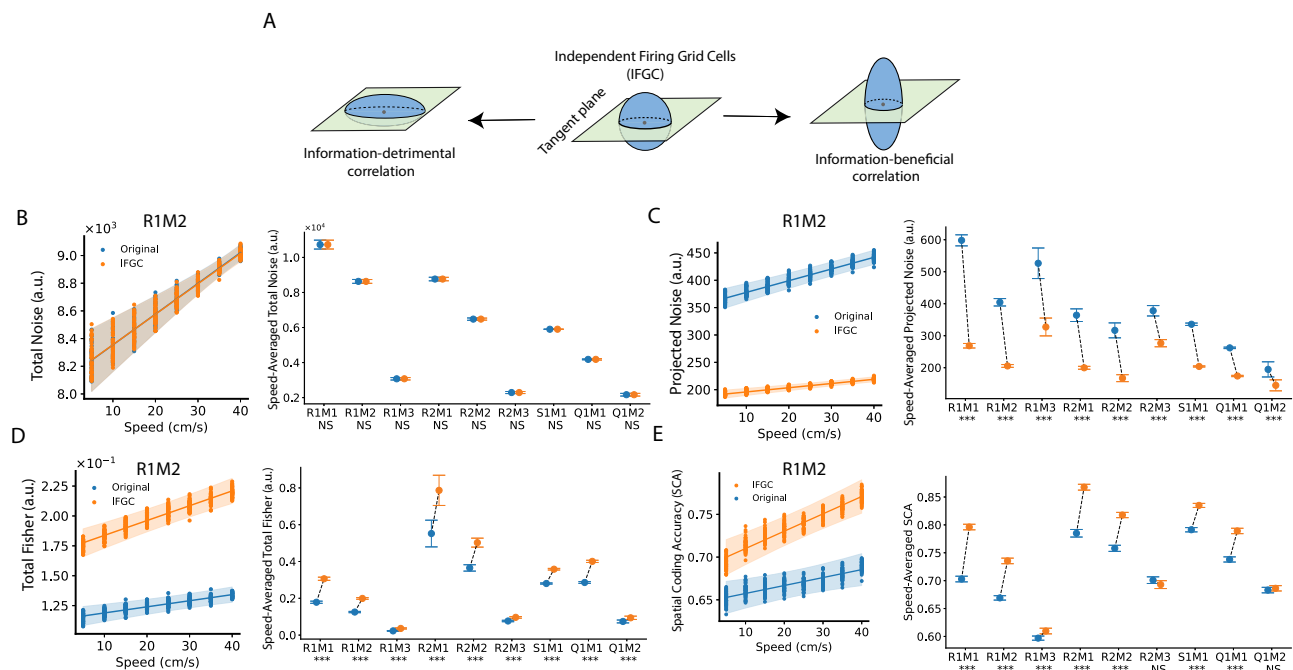 A
Independent Firing Grid Cells
(IFGC)
Tangent plane
Information-detrimental
correlation
Information-beneficial
correlation
B
R1M2
×10³
Original
IFGC
Total Noise (a.u.)
9.0
8.8
8.6
8.4
8.2
8.0
10 20 30 40
Speed (cm/s)
×10⁴
Speed-Averaged Total Noise (a.u.)
1.0
0.8
0.6
0.4
0.2
R1M1 R1M2 R1M3 R2M1 R2M2 R2M3 S1M1 Q1M1 Q1M2
NS NS NS NS NS NS NS NS NS
C
R1M2
Projected Noise (a.u.)
450
400
350
300
250
200
Original
IFGC
10 20 30 40
Speed (cm/s)
Speed-Averaged Projected Noise (a.u.)
600
500
400
300
200
R1M1 R1M2 R1M3 R2M1 R2M2 R2M3 S1M1 Q1M1 Q1M2
*** *** *** *** *** *** *** *** ***
D
R1M2
×10⁻¹
Original
IFGC
Total Fisher (a.u.)
2.25
2.00
1.75
1.50
1.25
10 20 30 40
Speed (cm/s)
Speed-Averaged Total Fisher (a.u.)
0.8
0.6
0.4
0.2
0.0
R1M1 R1M2 R1M3 R2M1 R2M2 R2M3 S1M1 Q1M1 Q1M2
*** *** *** *** *** *** *** *** ***
E
R1M2
IFGC
Original
Spatial Coding Accuracy (SCA)
0.75
0.70
0.65
10 20 30 40
Speed (cm/s)
Speed-Averaged SCA
0.85
0.80
0.75
0.70
0.65
0.60
R1M1 R1M2 R1M3 R2M1 R2M2 R2M3 S1M1 Q1M1 Q1M2
*** *** *** *** *** NS *** *** NS